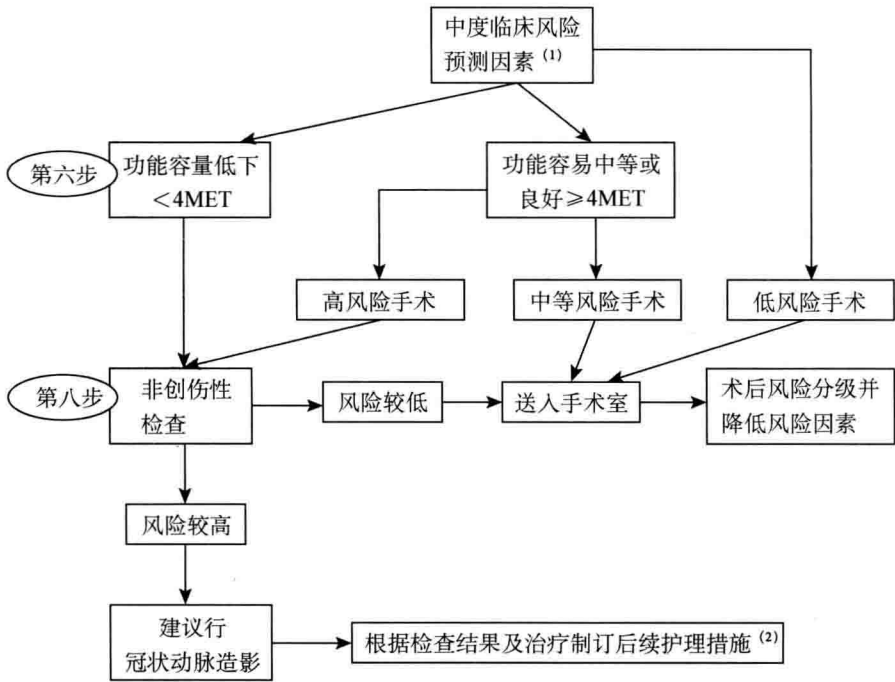 中度临床风险
预测因素(1)
第六步
功能容量低下
<4MET
功能容易中等或
良好≥4MET
高风险手术
中等风险手术
低风险手术
第八步
非创伤性
检查
风险较低
送入手术室
术后风险分级并
降低风险因素
风险较高
建议行
冠状动脉造影
根据检查结果及治疗制订后续护理措施(2)